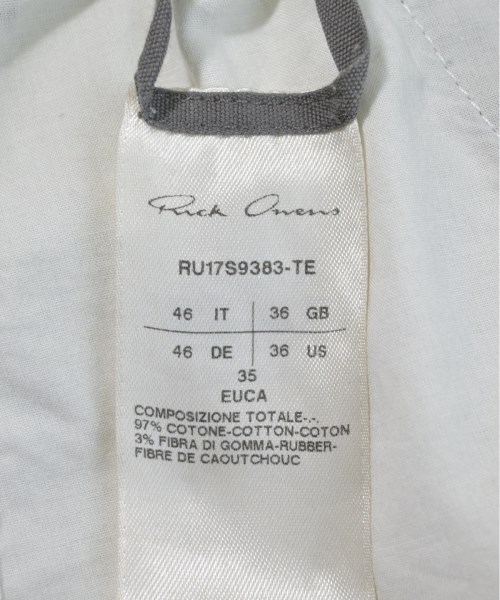 Rick Owens
RU17S9383-TE
46 IT 36 GB
46 DE 36 US
35
EUCA
COMPOSIZIONE TOTALE-.-.
97% COTONE-COTTON-COTON
3% FIBRA DI GOMMA-RUBBER-
FIBRE DE CAOUTCHOUC